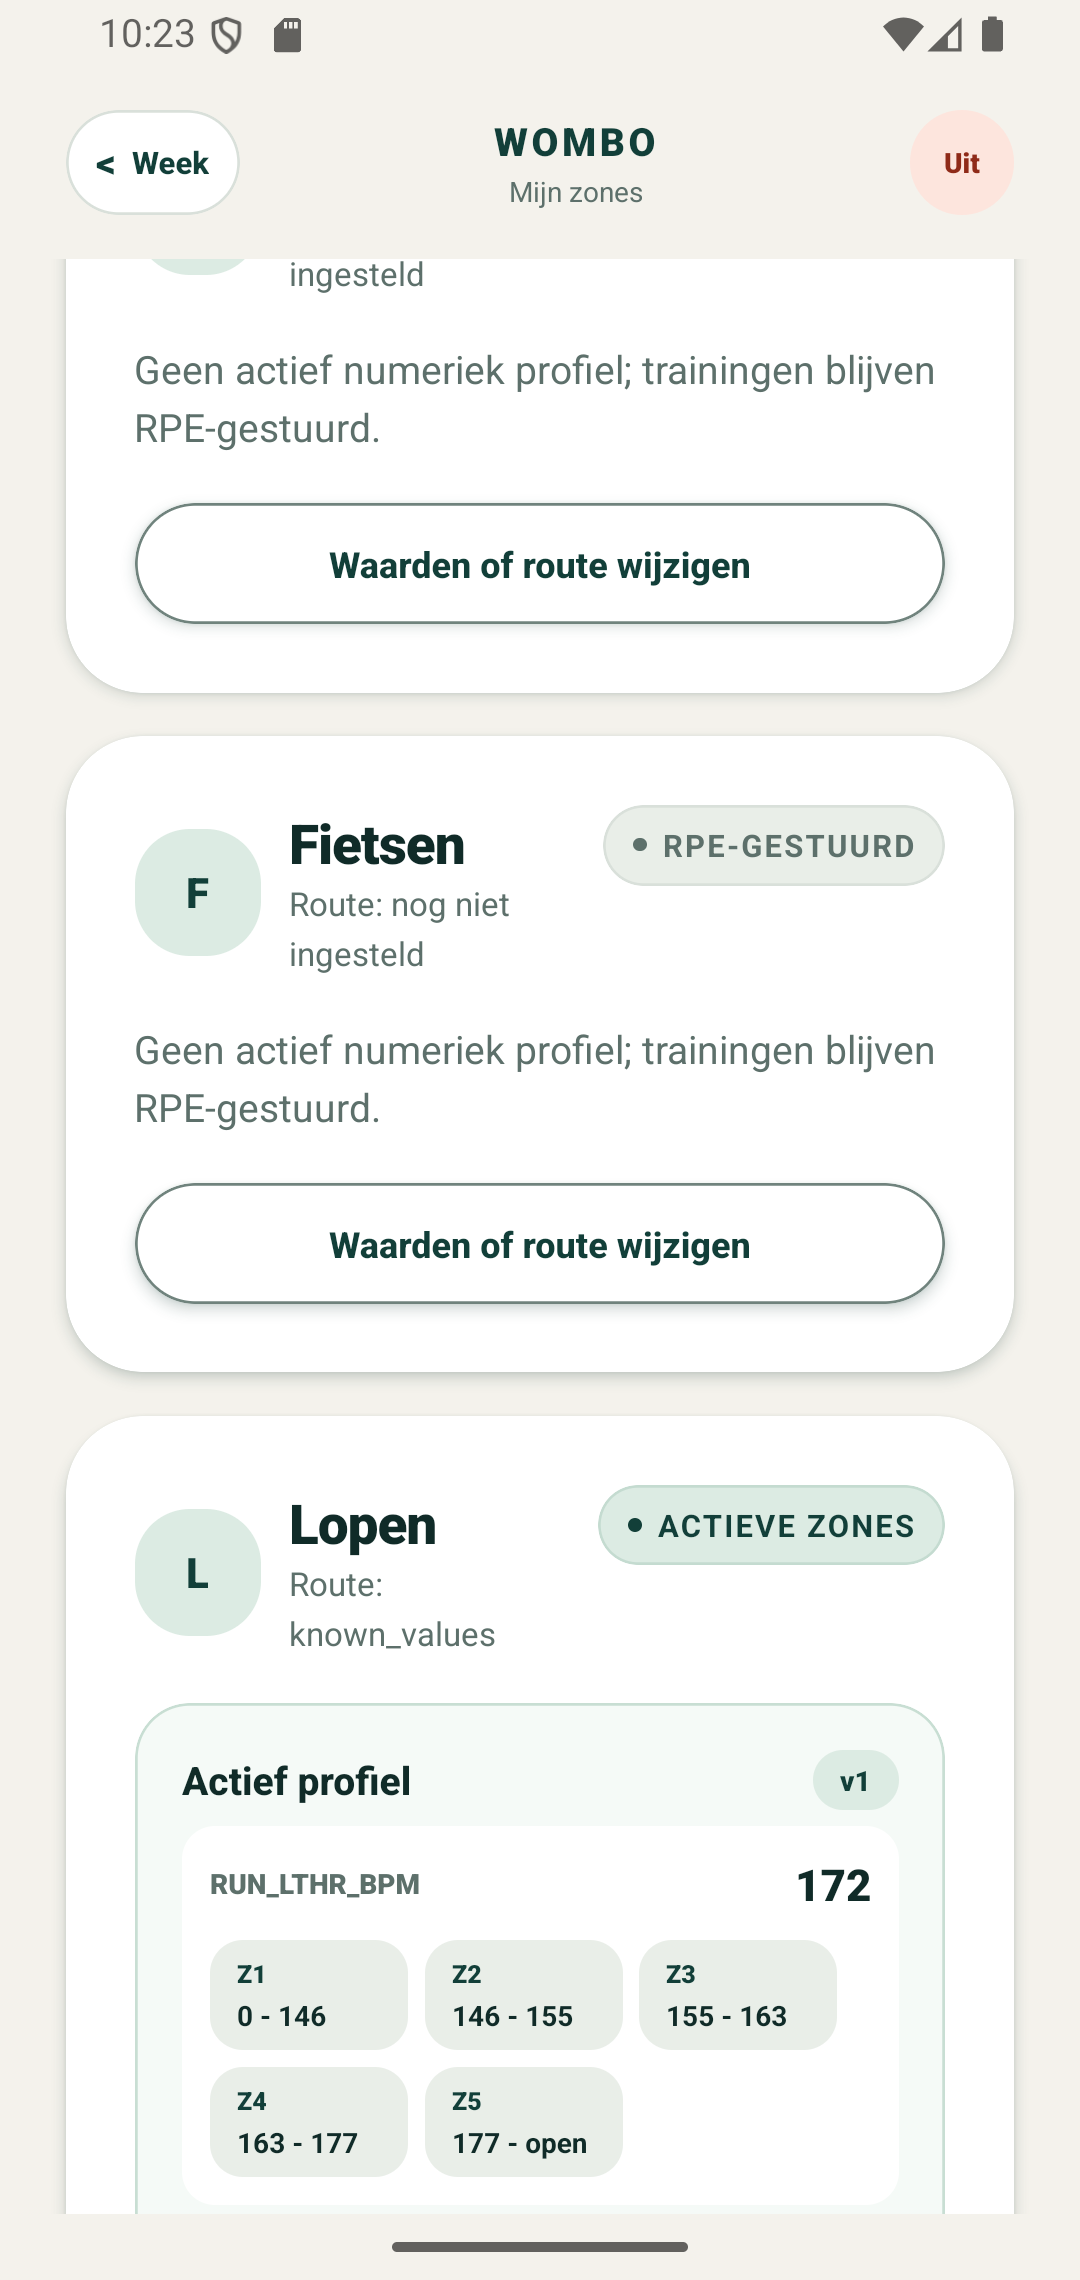 10:23
< Week
WOMBO
Mijn zones
Uit
ingesteld
Geen actief numeriek profiel; trainingen blijven
RPE-gestuurd.
Waarden of route wijzigen
F
Fietsen
Route: nog niet
ingesteld
RPE-GESTUURD
Geen actief numeriek profiel; trainingen blijven
RPE-gestuurd.
Waarden of route wijzigen
L
Lopen
Route:
known_values
ACTIEVE ZONES
Actief profiel
v1
RUN_LTHR_BPM
172
Z1
0 - 146
Z2
146 - 155
Z3
155 - 163
Z4
163 - 177
Z5
177 - open